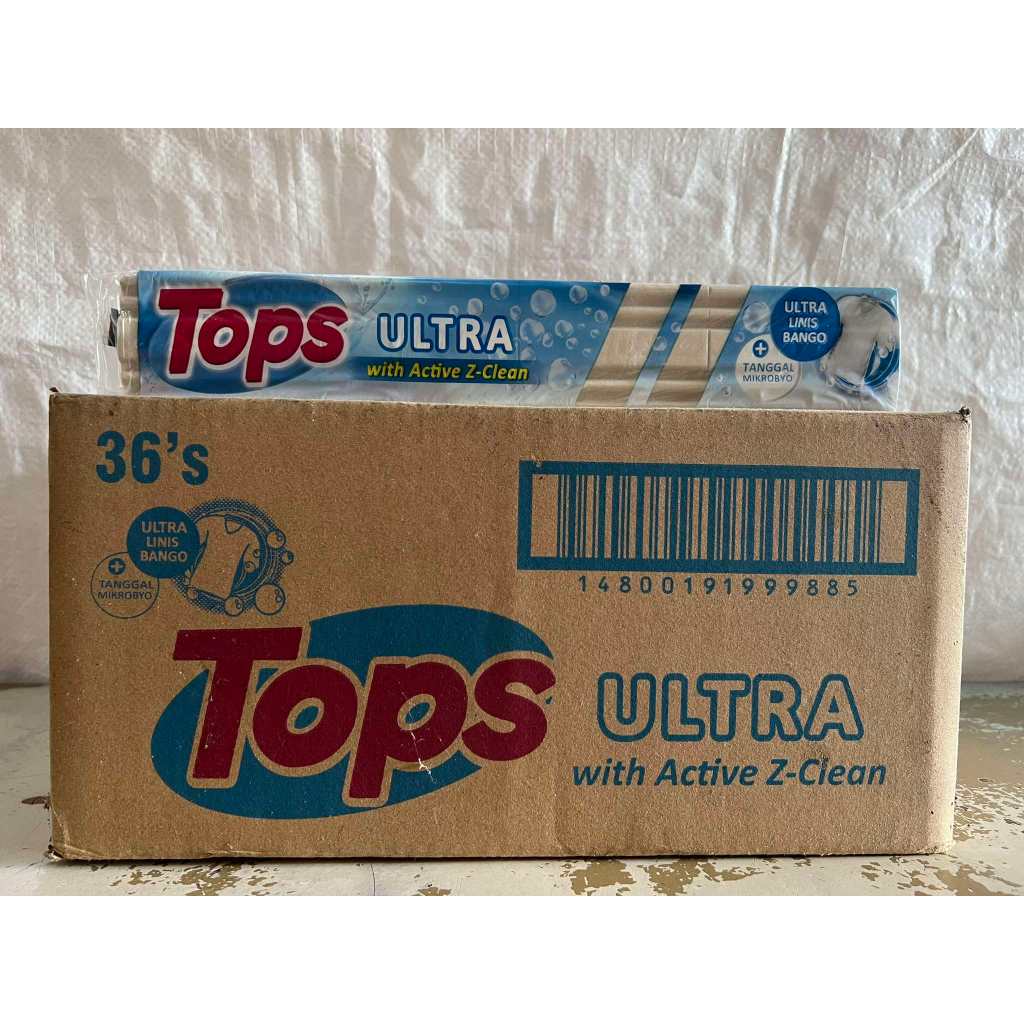 Tops
ULTRA
with Active Z-Clean
ULTRA
LINIS
BANGO
+
TANGGAL
MIKROBYO
36's
ULTRA
LINIS
BANGO
+
TANGGAL
MIKROBYO
14800191999885
Tops
ULTRA
with Active Z-Clean